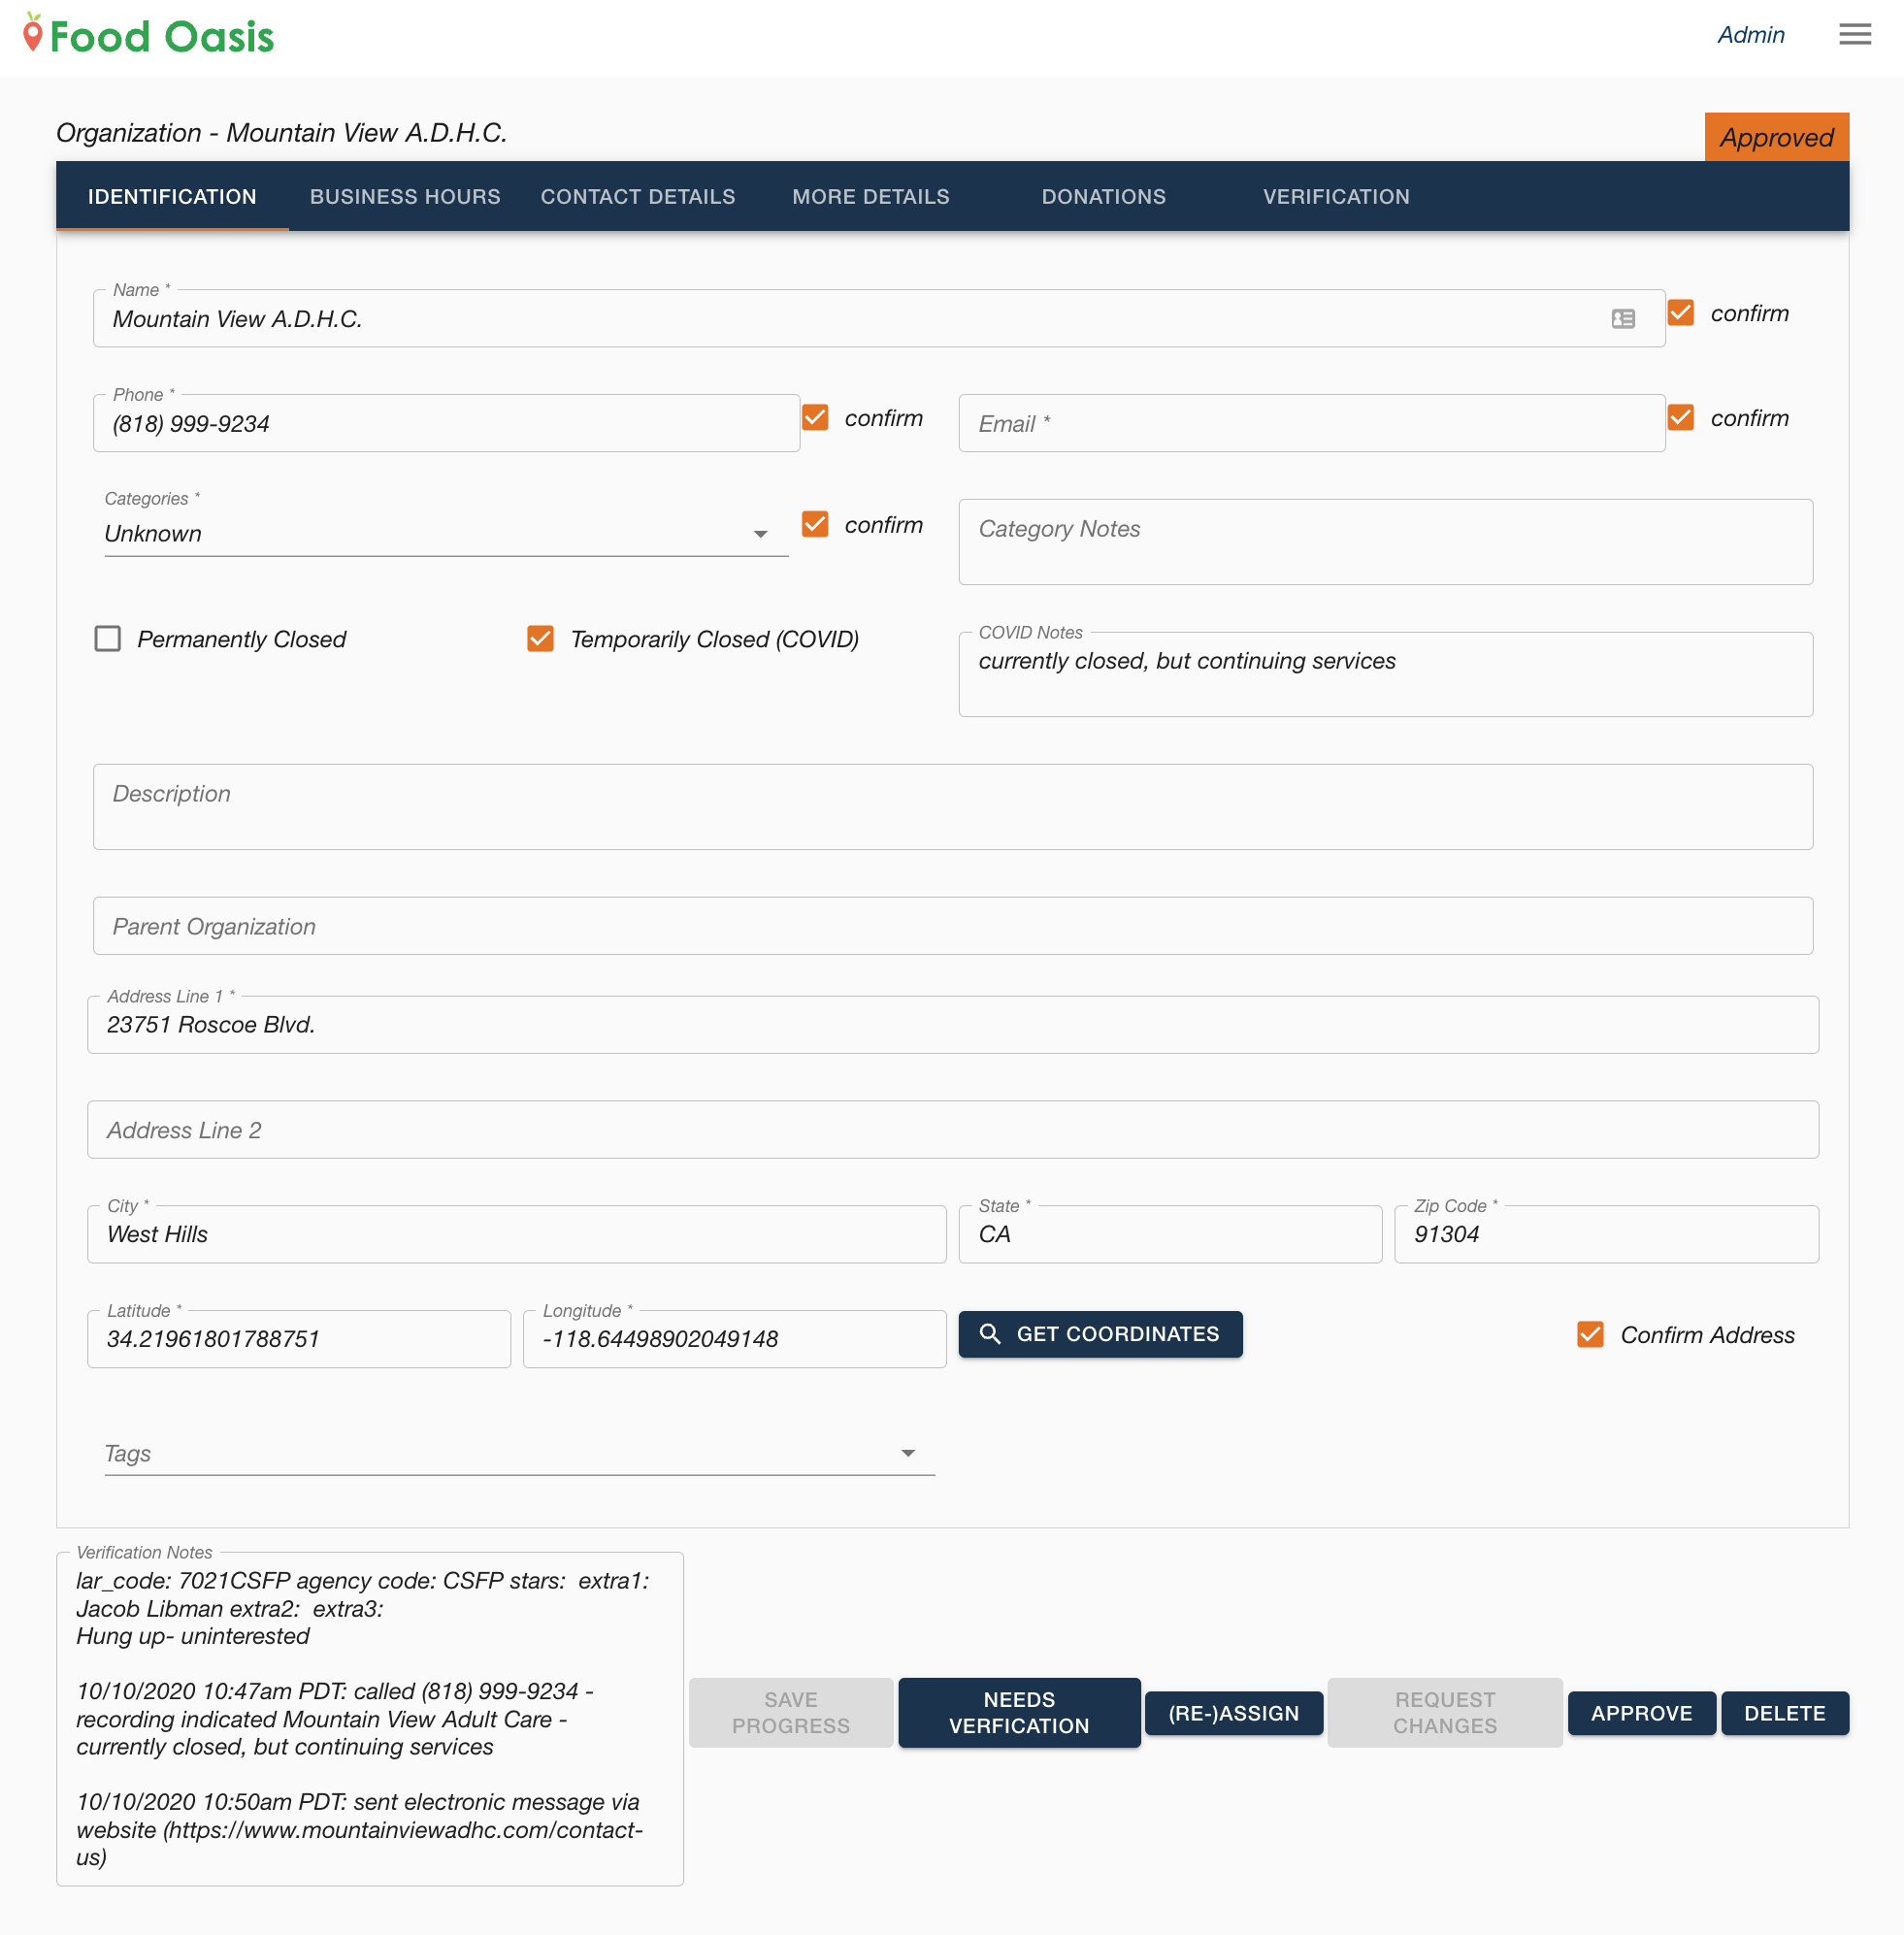 Food Oasis
Admin
Organization - Mountain View A.D.H.C.
Approved
IDENTIFICATION BUSINESS HOURS CONTACT DETAILS MORE DETAILS DONATIONS VERIFICATION
Name *
Mountain View A.D.H.C.
confirm
Phone *
(818) 999-9234
confirm
Email *
confirm
Categories *
Unknown
confirm
Category Notes
Permanently Closed
Temporarily Closed (COVID)
COVID Notes
currently closed, but continuing services
Description
Parent Organization
Address Line 1 *
23751 Roscoe Blvd.
Address Line 2
City *
West Hills
State *
CA
Zip Code *
91304
Latitude *
34.21961801788751
Longitude *
-118.64498902049148
GET COORDINATES
Confirm Address
Tags
Verification Notes
lar_code: 7021CSFP agency code: CSFP stars:  extra1:
Jacob Libman extra2:  extra3:
Hung up- uninterested
10/10/2020 10:47am PDT: called (818) 999-9234 -
recording indicated Mountain View Adult Care -
currently closed, but continuing services
10/10/2020 10:50am PDT: sent electronic message via
website (https://www.mountainviewadhc.com/contact-
us)
SAVE
PROGRESS
NEEDS
VERFICATION
(RE-)ASSIGN
REQUEST
CHANGES
APPROVE
DELETE